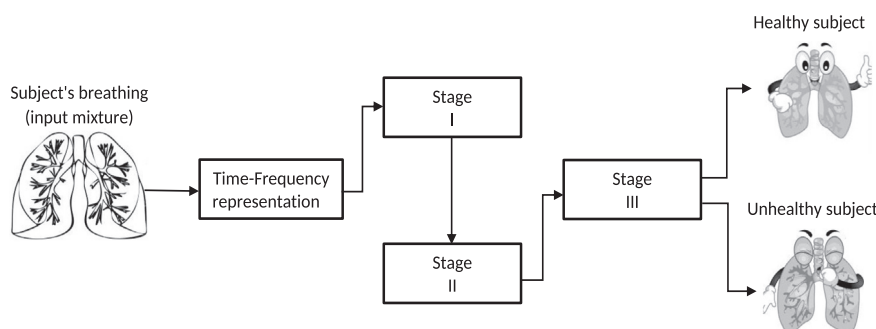 Subject's breathing
(input mixture)
Time-Frequency
representation
Stage
I
Stage
II
Stage
III
Healthy subject
Unhealthy subject